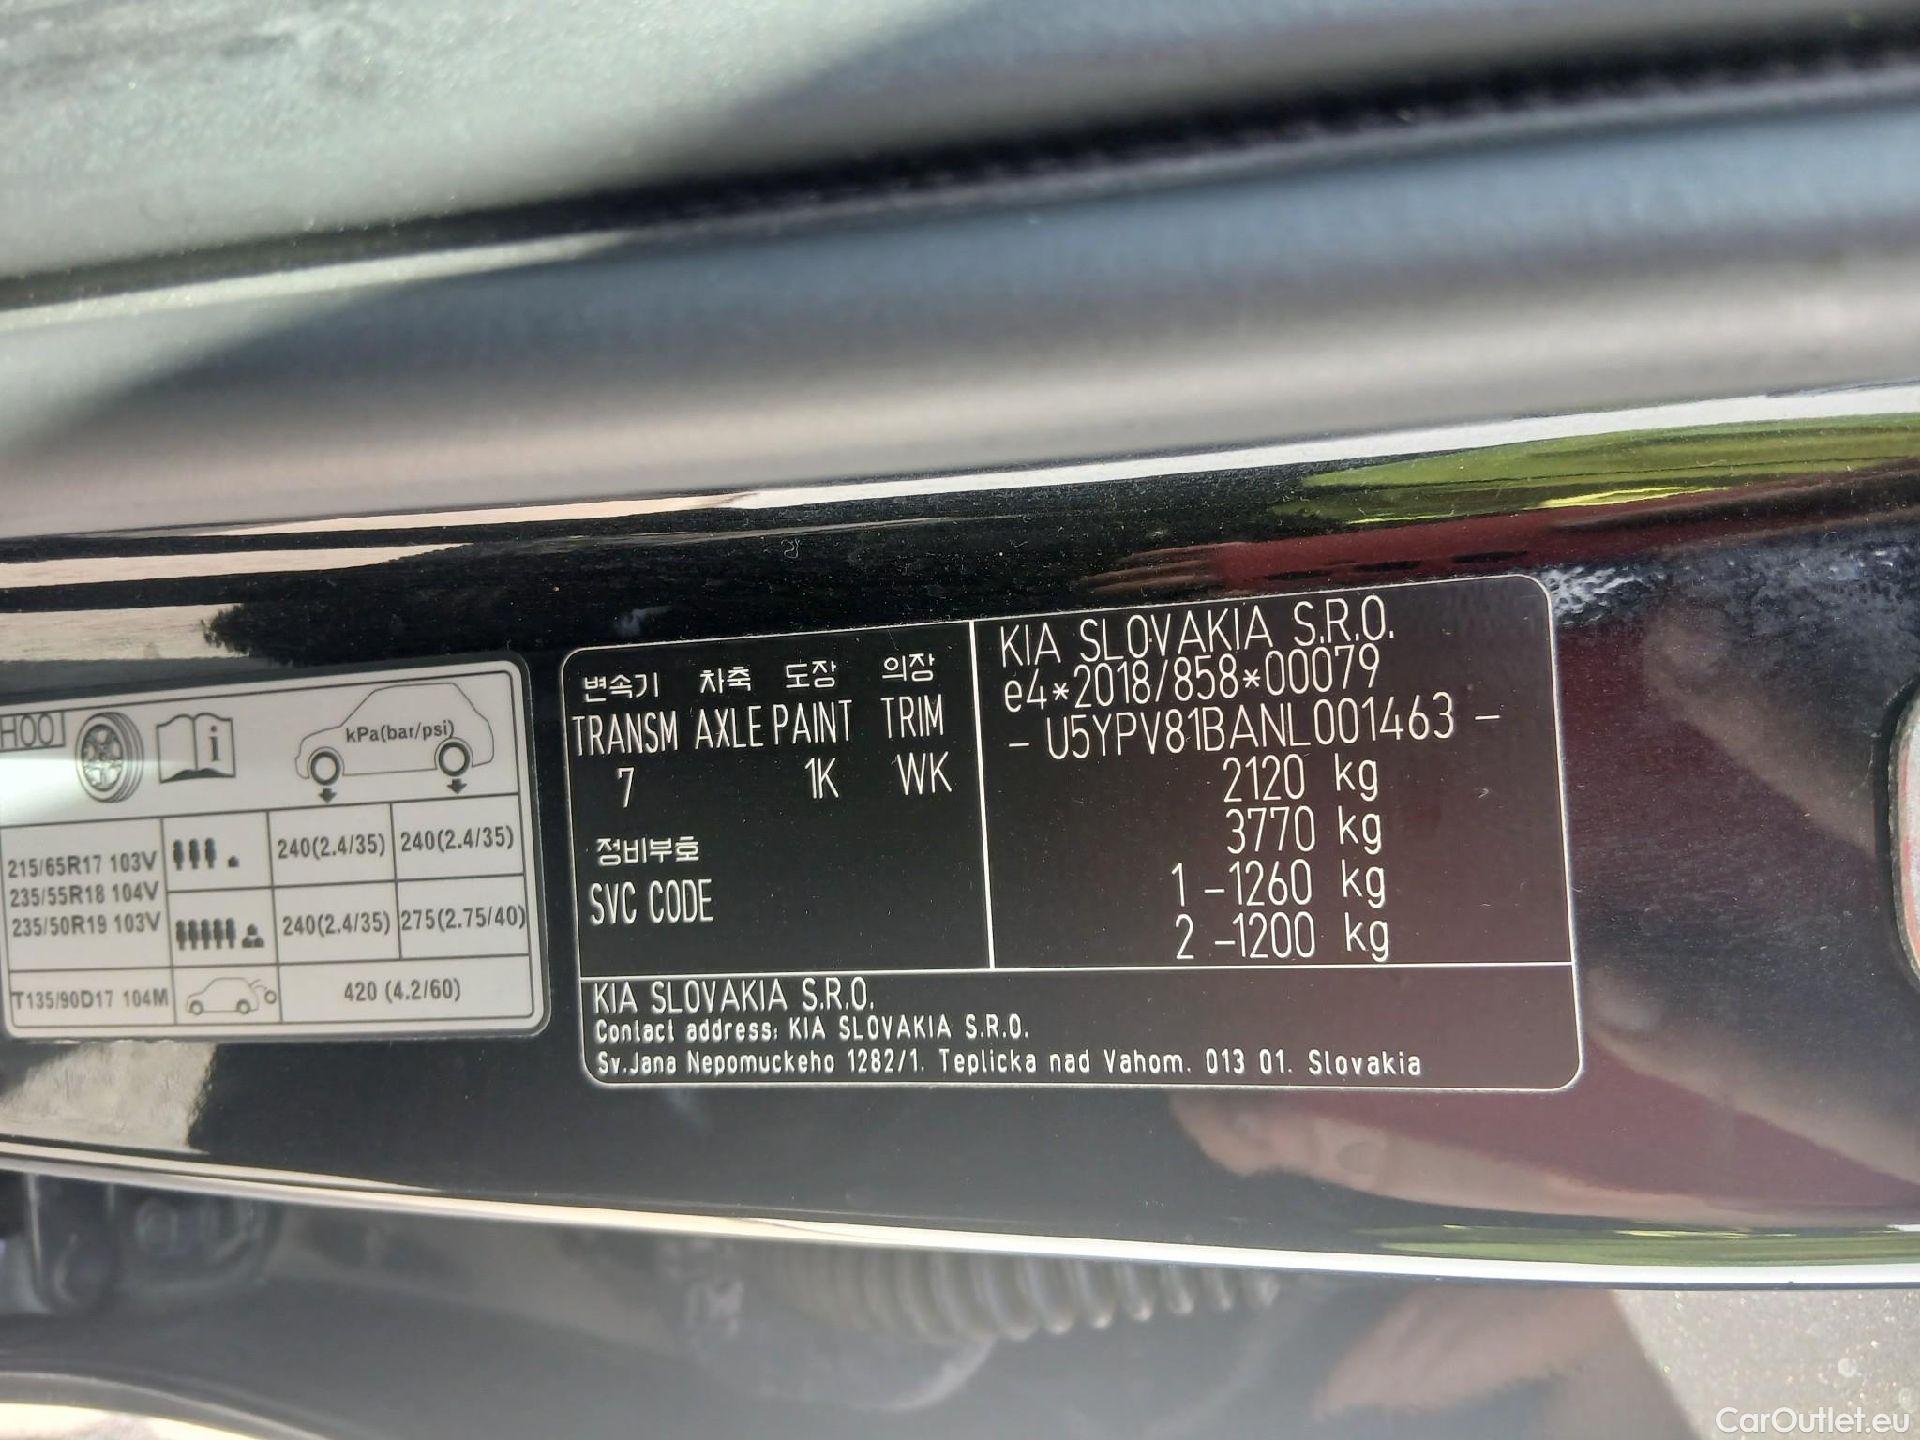 H00
i
kPa(bar/psi)
215/65R17 103V
235/55R18 104V
235/50R19 103V
240(2.4/35) 240(2.4/35)
240(2.4/35) 275(2.75/40)
T135/90D17 104M 420 (4.2/60)
변속기 차축 도장 의장
TRANSM AXLE PAINT TRIM
7 1K WK
정비부호
SVC CODE
KIA SLOVAKIA S.R.O.
e4*2018/858*00079
- U5YPV81BANL001463 -
2120 kg
3770 kg
1 -1260 kg
2 -1200 kg
KIA SLOVAKIA S.R.O.
Contact address: KIA SLOVAKIA S.R.O.
Sv.Jana Nepomuckeho 1282/1. Teplicka nad Vahom. 013 01. Slovakia
CarOutlet.eu